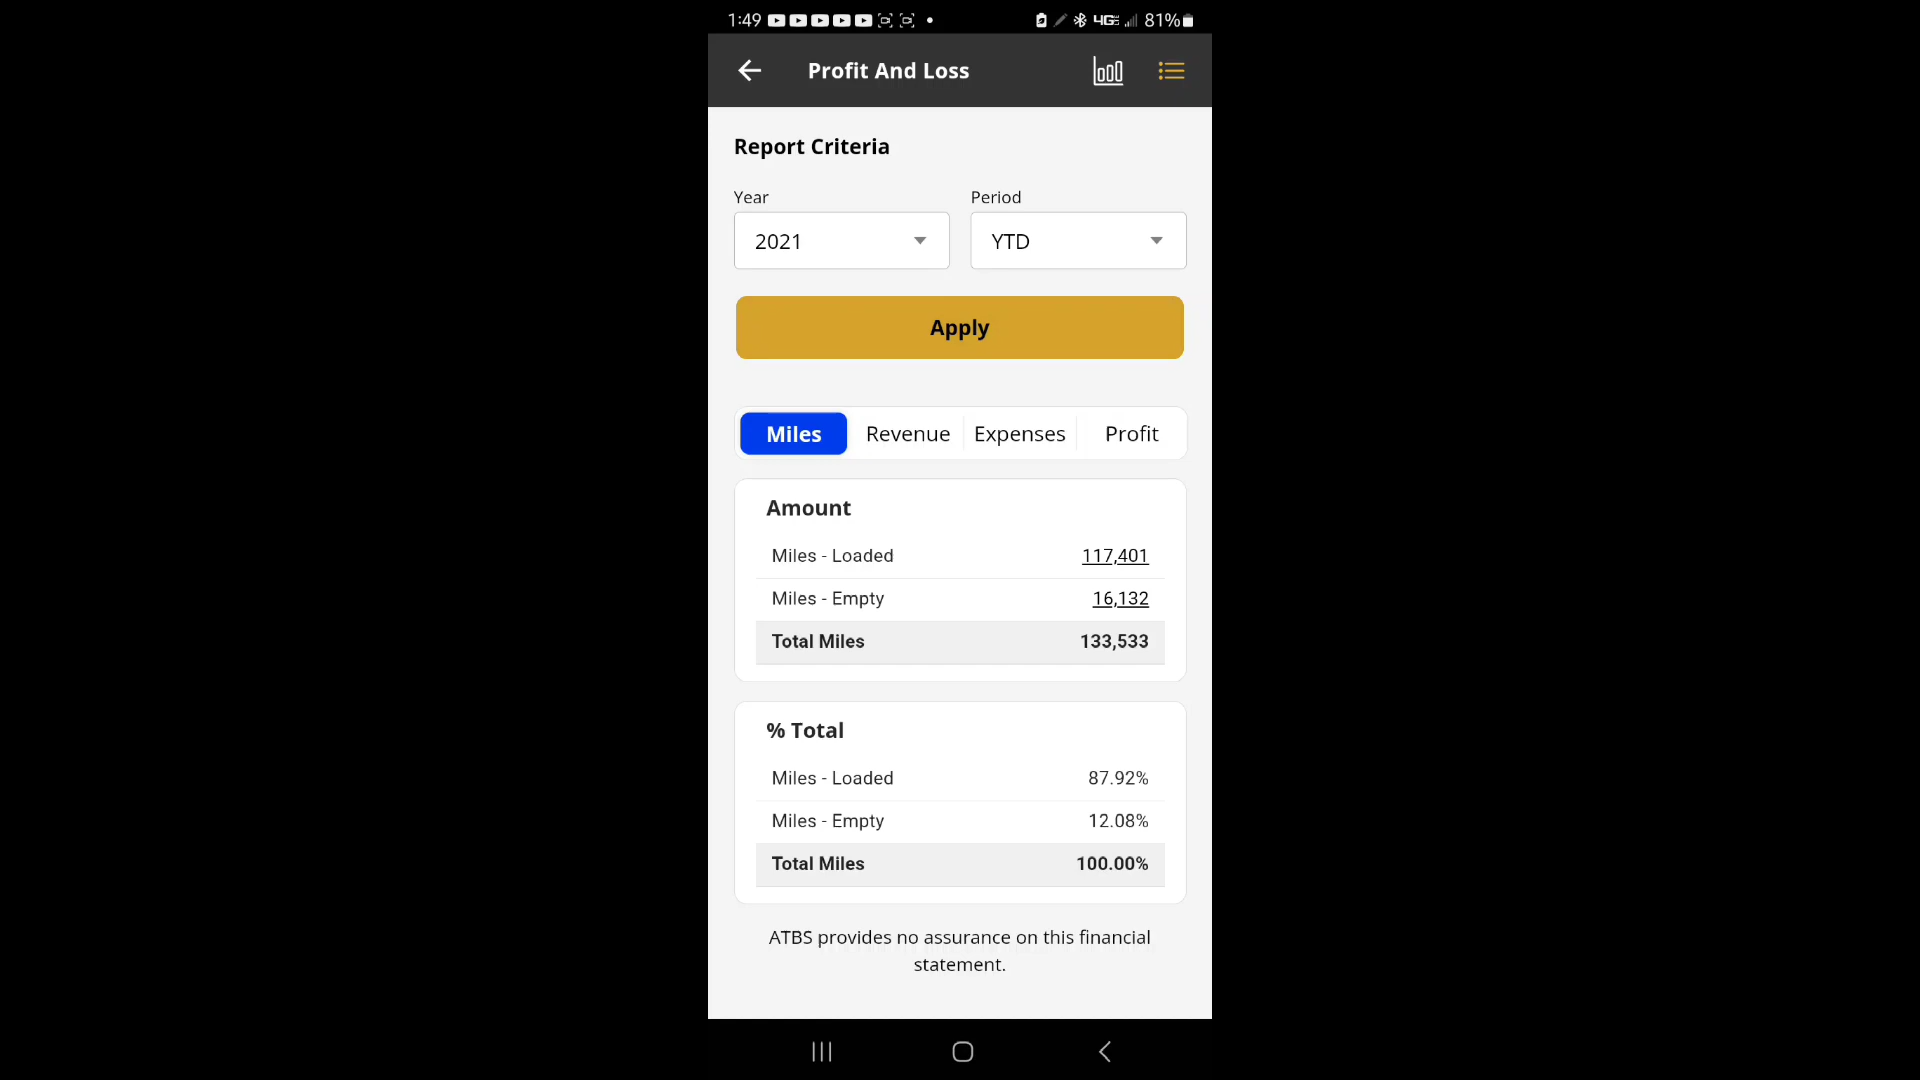 1:49 81%
Profit And Loss
Report Criteria
Year Period
2021 YTD
Apply
Miles Revenue Expenses Profit
Amount
Miles - Loaded 117,401
Miles - Empty 16,132
Total Miles 133,533
% Total
Miles - Loaded 87.92%
Miles - Empty 12.08%
Total Miles 100.00%
ATBS provides no assurance on this financial
statement.